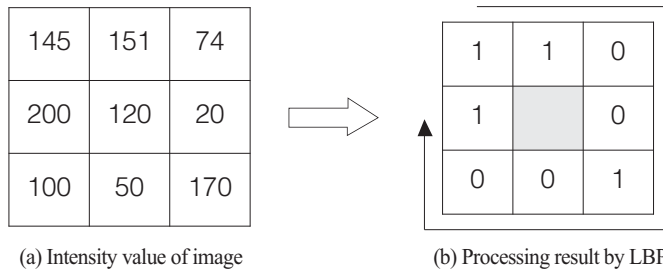 145 151 74
200 120 20
100 50 170
1 1 0
1 0
0 0 1
(a) Intensity value of image
(b) Processing result by LBP